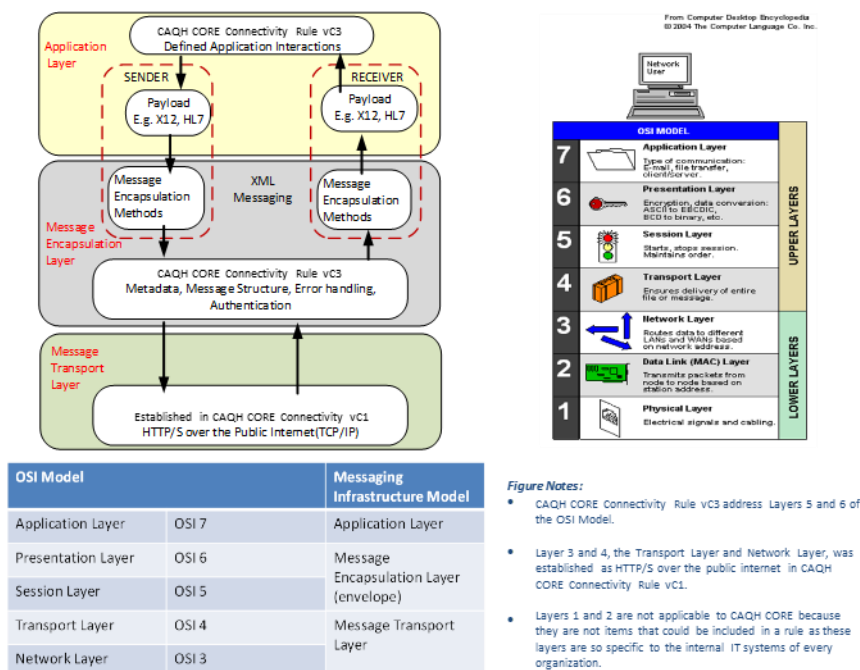 Application
Layer
CAQH CORE Connectivity Rule vC3
Defined Application Interactions
SENDER
RECEIVER
Payload
E.g. X12, HL7
Payload
E.g. X12, HL7
Message
Encapsulation
Methods
XML
Messaging
Message
Encapsulation
Methods
Message
Encapsulation
Layer
CAQH CORE Connectivity Rule vC3
Metadata, Message Structure, Error handling,
Authentication
Message
Transport
Layer
Established in CAQH CORE Connectivity vC1
HTTP/S over the Public Internet(TCP/IP)
From Computer Desktop Encyclopedia
© 2004 The Computer Language Co. Inc.
Network
User
OSI MODEL
7
Application Layer
Type of communication:
E-mail, file transfer,
client/server.
6
Presentation Layer
Encryption, data conversion:
ASCII to EBCDIC,
BCD to binary, etc.
5
Session Layer
Starts, stops session.
Maintains order.
4
Transport Layer
Ensures delivery of entire
file or message.
3
Network Layer
Routes data to different
LANs and WANs based
on network address.
2
Data Link (MAC) Layer
Transmits packets from
node to node based on
station address.
1
Physical Layer
Electrical signals and cabling.
UPPER LAYERS
LOWER LAYERS
OSI Model
Messaging
Infrastructure Model
Application Layer
OSI 7
Application Layer
Presentation Layer
OSI 6
Message
Encapsulation Layer
(envelope)
Session Layer
OSI 5
Transport Layer
OSI 4
Message Transport
Layer
Network Layer
OSI 3
Figure Notes:
• CAQH CORE Connectivity Rule vC3 address Layers 5 and 6 of
the OSI Model.
• Layer 3 and 4, the Transport Layer and Network Layer, was
established as HTTP/S over the public internet in CAQH
CORE Connectivity Rule vC1.
• Layers 1 and 2 are not applicable to CAQH CORE because
they are not items that could be included in a rule as these
layers are so specific to the internal IT systems of every
organization.